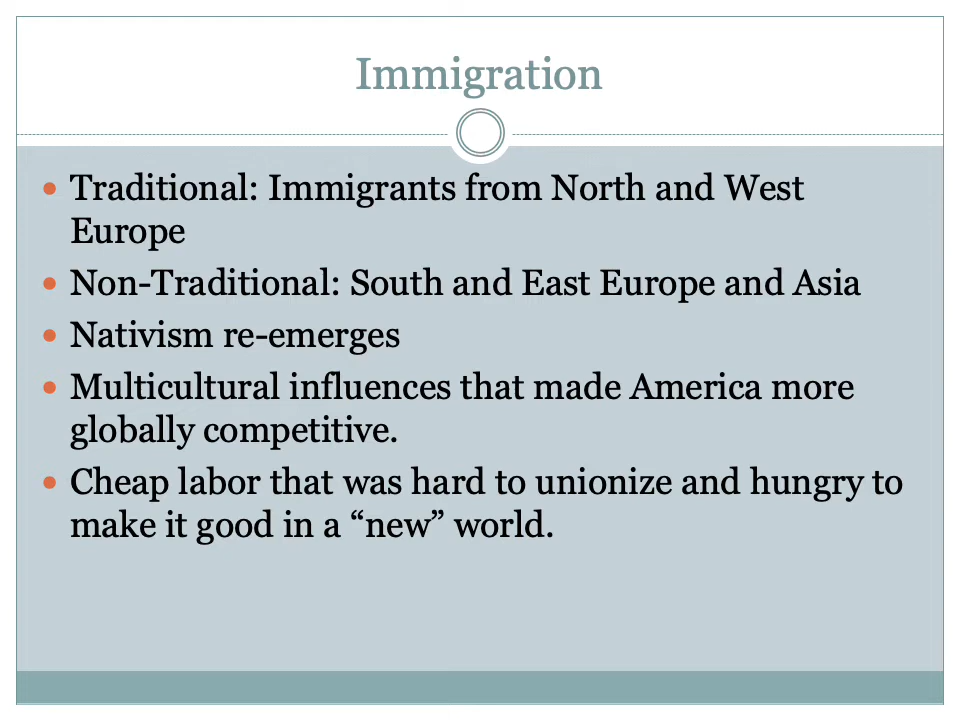 Immigration
Traditional: Immigrants from North and West
Europe
Non-Traditional: South and East Europe and Asia
Nativism re-emerges
Multicultural influences that made America more
globally competitive.
Cheap labor that was hard to unionize and hungry to
make it good in a “new” world.